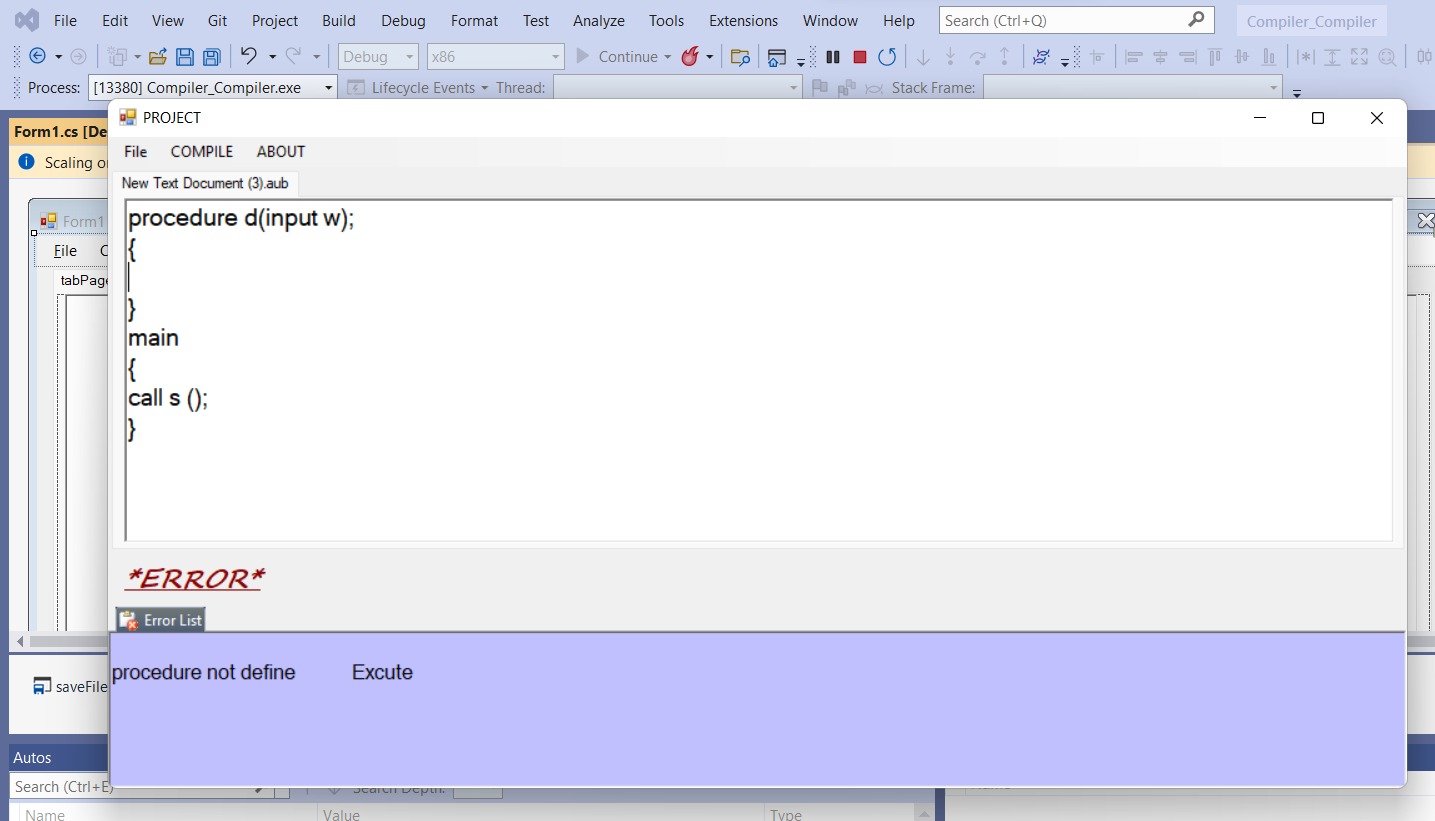 File Edit View Git Project Build Debug Format Test Analyze Tools Extensions Window Help Search (Ctrl+Q) Compiler_Compiler
Debug x86 Continue
Process: [13380] Compiler_Compiler.exe Lifecycle Events Thread: Stack Frame:
Form1.cs [De
PROJECT
Scaling o
File COMPILE ABOUT
New Text Document (3).aub
Form1
File C
tabPage
procedure d(input w);
{
}
main
{
call s ();
}
*ERROR*
Error List
procedure not define Excute
saveFile
Autos
Search (Ctrl+E) Search Depth:
Name Value Type